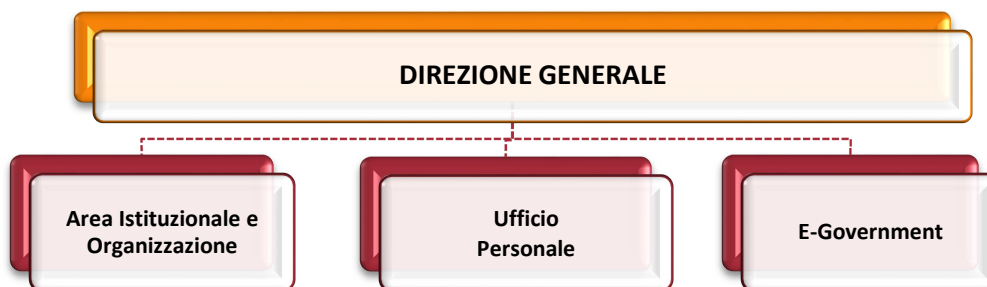 DIREZIONE GENERALE
Area Istituzionale e
Organizzazione
Ufficio
Personale
E-Government